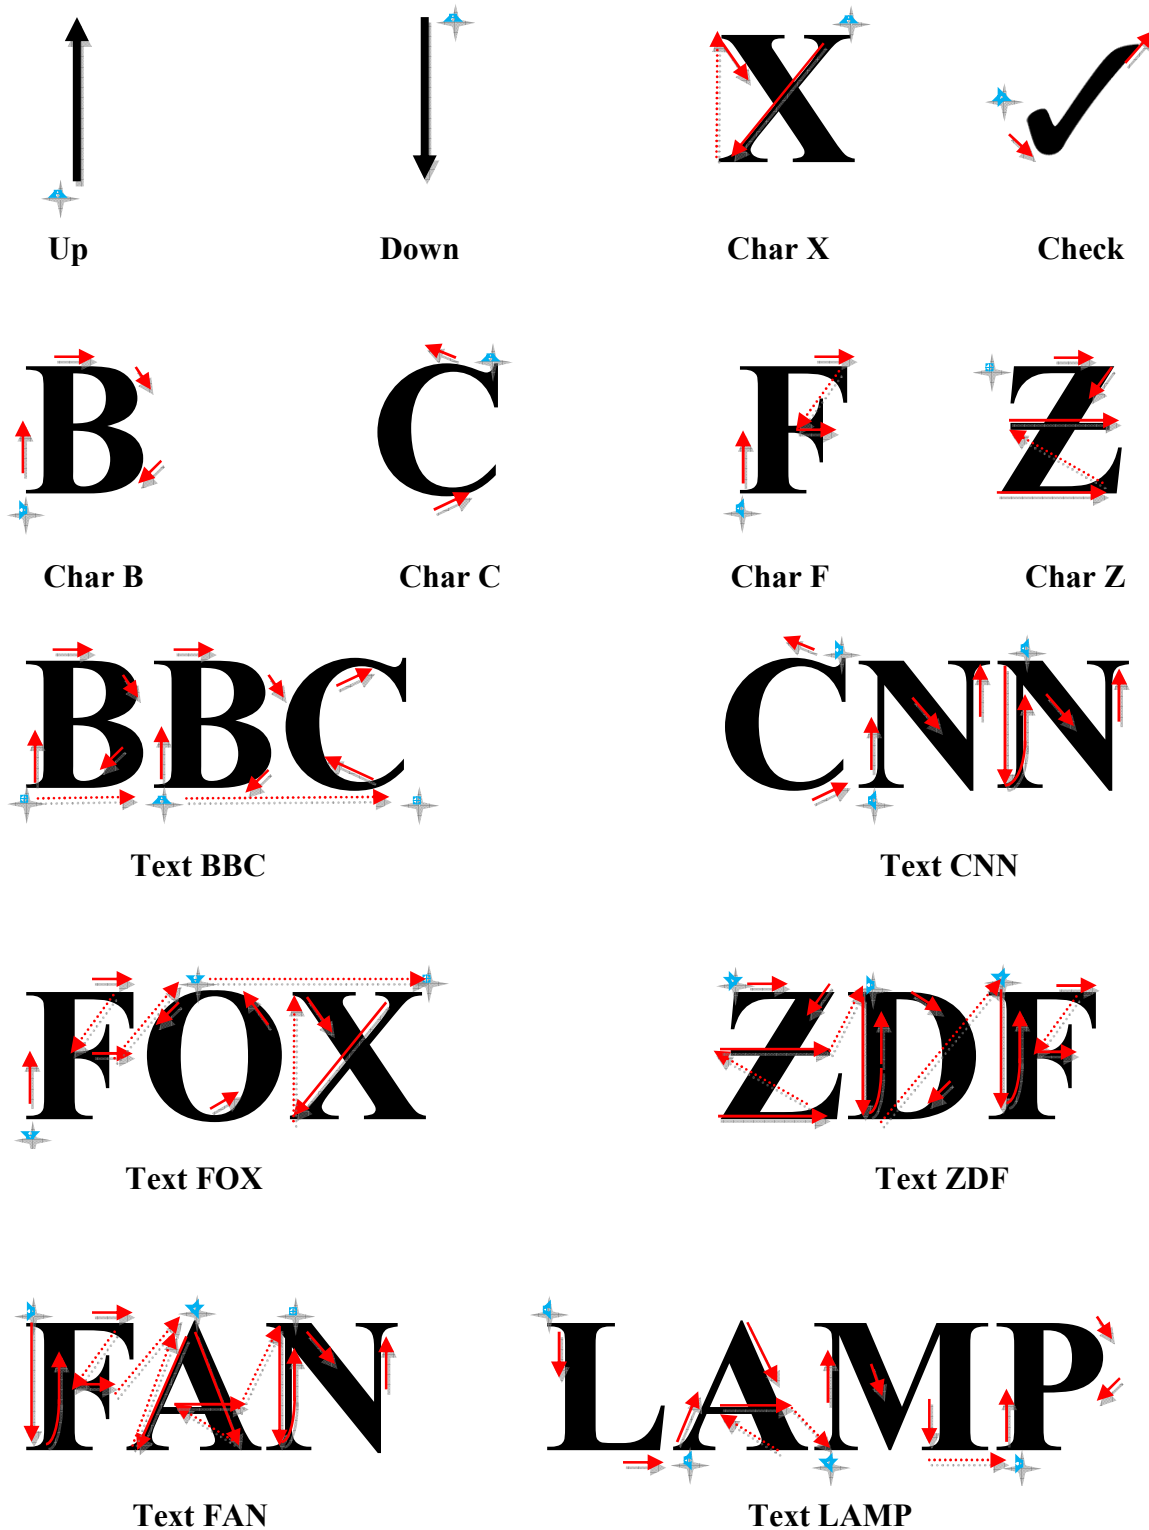 X
Up Down Char X Check
B C F Z
Char B Char C Char F Char Z
BBC CNN
Text BBC Text CNN
FOX ZDF
Text FOX Text ZDF
FAN LAMP
Text FAN Text LAMP